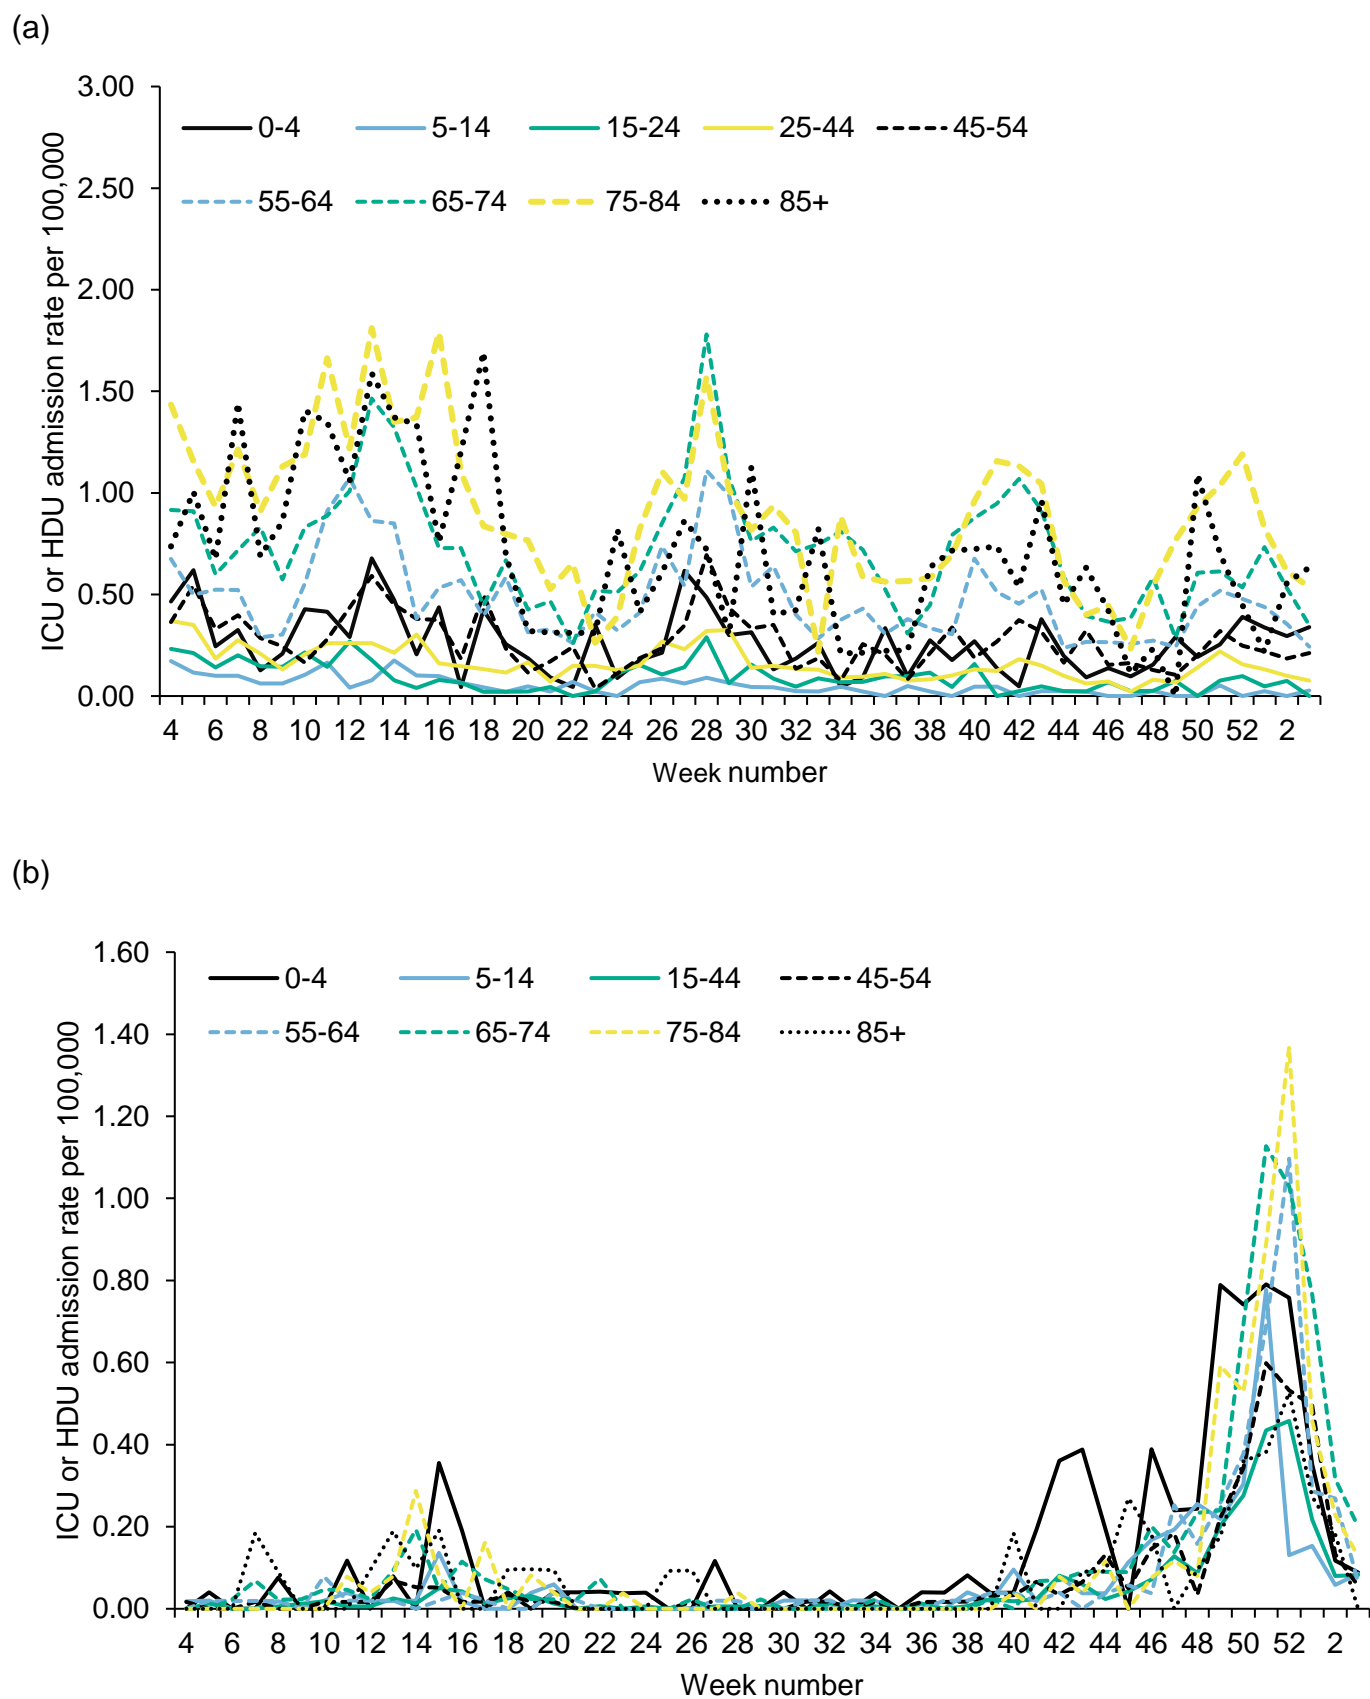 (a)
3.00
2.50
2.00
1.50
1.00
0.50
0.00
ICU or HDU admission rate per 100,000
0-4 5-14 15-24 25-44 45-54
55-64 65-74 75-84 85+
4 6 8 10 12 14 16 18 20 22 24 26 28 30 32 34 36 38 40 42 44 46 48 50 52 2
Week number
(b)
1.60
1.40
1.20
1.00
0.80
0.60
0.40
0.20
0.00
ICU or HDU admission rate per 100,000
0-4 5-14 15-44 45-54
55-64 65-74 75-84 85+
4 6 8 10 12 14 16 18 20 22 24 26 28 30 32 34 36 38 40 42 44 46 48 50 52 2
Week number